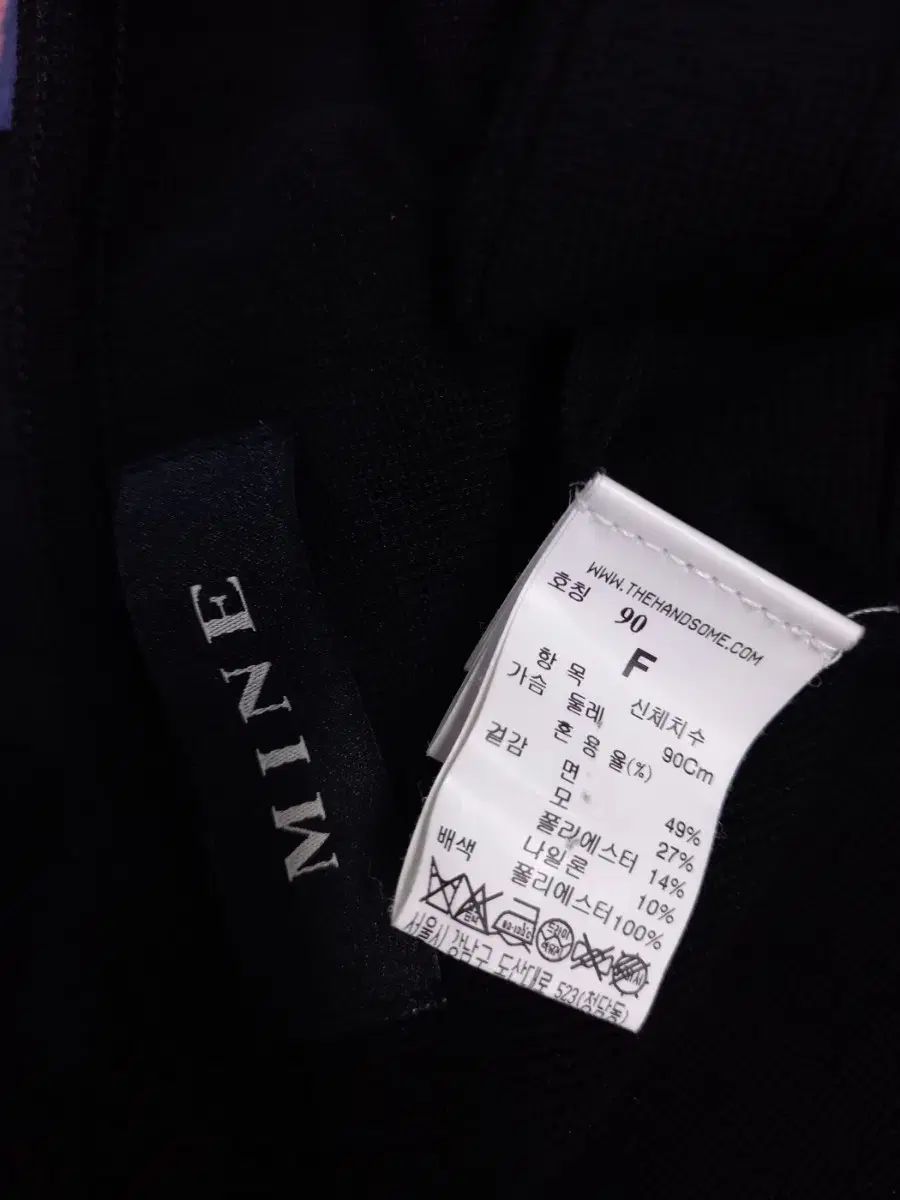 MINE
WWW.THEHANDSOME.COM
호칭 90 F
항 목 신체치수
가슴 둘레 90Cm
겉감 혼 용 율(%)
면 49%
모 27%
폴리에스터 14%
나일론 10%
배색 폴리에스터 100%
서울시 강남구 도산대로 523(청담동)